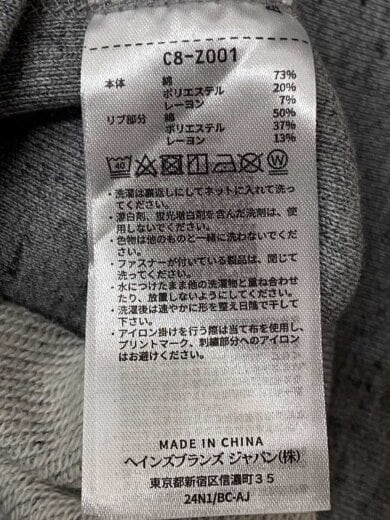 C8-Z001
本体 綿 73%
ポリエステル 20%
レーヨン 7%
リブ部分 綿 50%
ポリエステル 37%
レーヨン 13%
40 W
・洗濯は裏返しにしてネットに入れて洗っ
てください。
・漂白剤、蛍光増白剤を含んだ洗剤は、使
用しないでください。
・色物は他のものと一緒に洗わないでくだ
さい。
・ファスナーが付いている製品は、閉じて
洗ってください。
・水につけたまま他の洗濯物と重ね合わせ
たり、放置しないようにしてください。
・洗濯後は速やかに形を整え日陰で干して
下さい。
・アイロン掛けを行う際は当て布を使用し、
プリントマーク、刺繍部分へのアイロン
はお避けください。
MADE IN CHINA
ヘインズブランズ ジャパン(株)
東京都新宿区信濃町35
24N1/BC-AJ